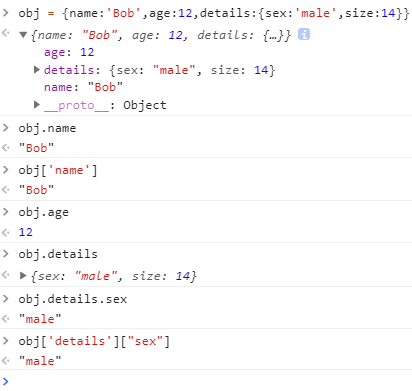 > obj = {name:'Bob',age:12,details:{sex:'male',size:14}}
<· ▼{name: "Bob", age: 12, details: {…}} i
age: 12
▶details: {sex: "male", size: 14}
name: "Bob"
▶__proto__: Object
> obj.name
<· "Bob"
> obj['name']
<· "Bob"
> obj.age
<· 12
> obj.details
<· ▶{sex: "male", size: 14}
> obj.details.sex
<· "male"
> obj['details']["sex"]
<· "male"
>